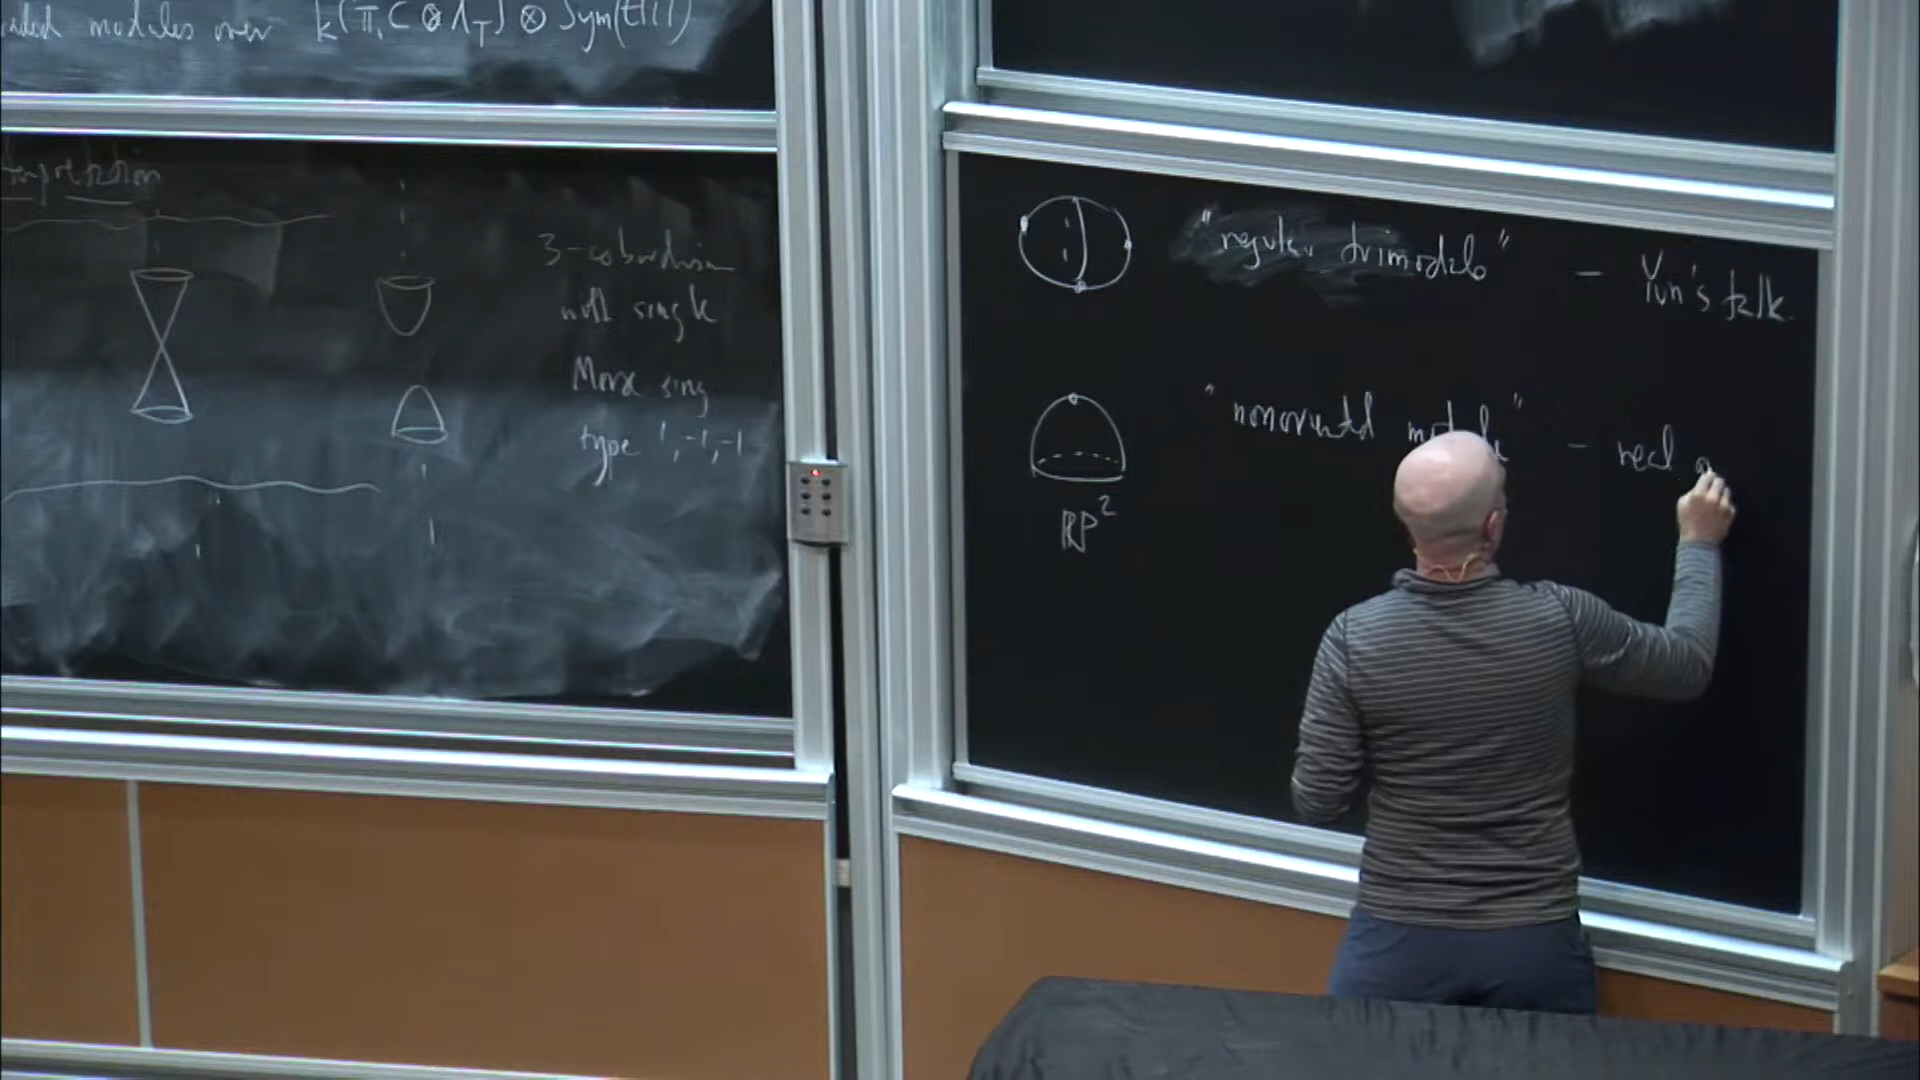 modules over k(π₁C ⊗ Λ_T) ⊗ Sym(t[1])
3-cobordism
with single
Morse sing
type 1,-1,-1
"regular trimodule" - Yun's talk.
"nonoriented module" - real
RP²